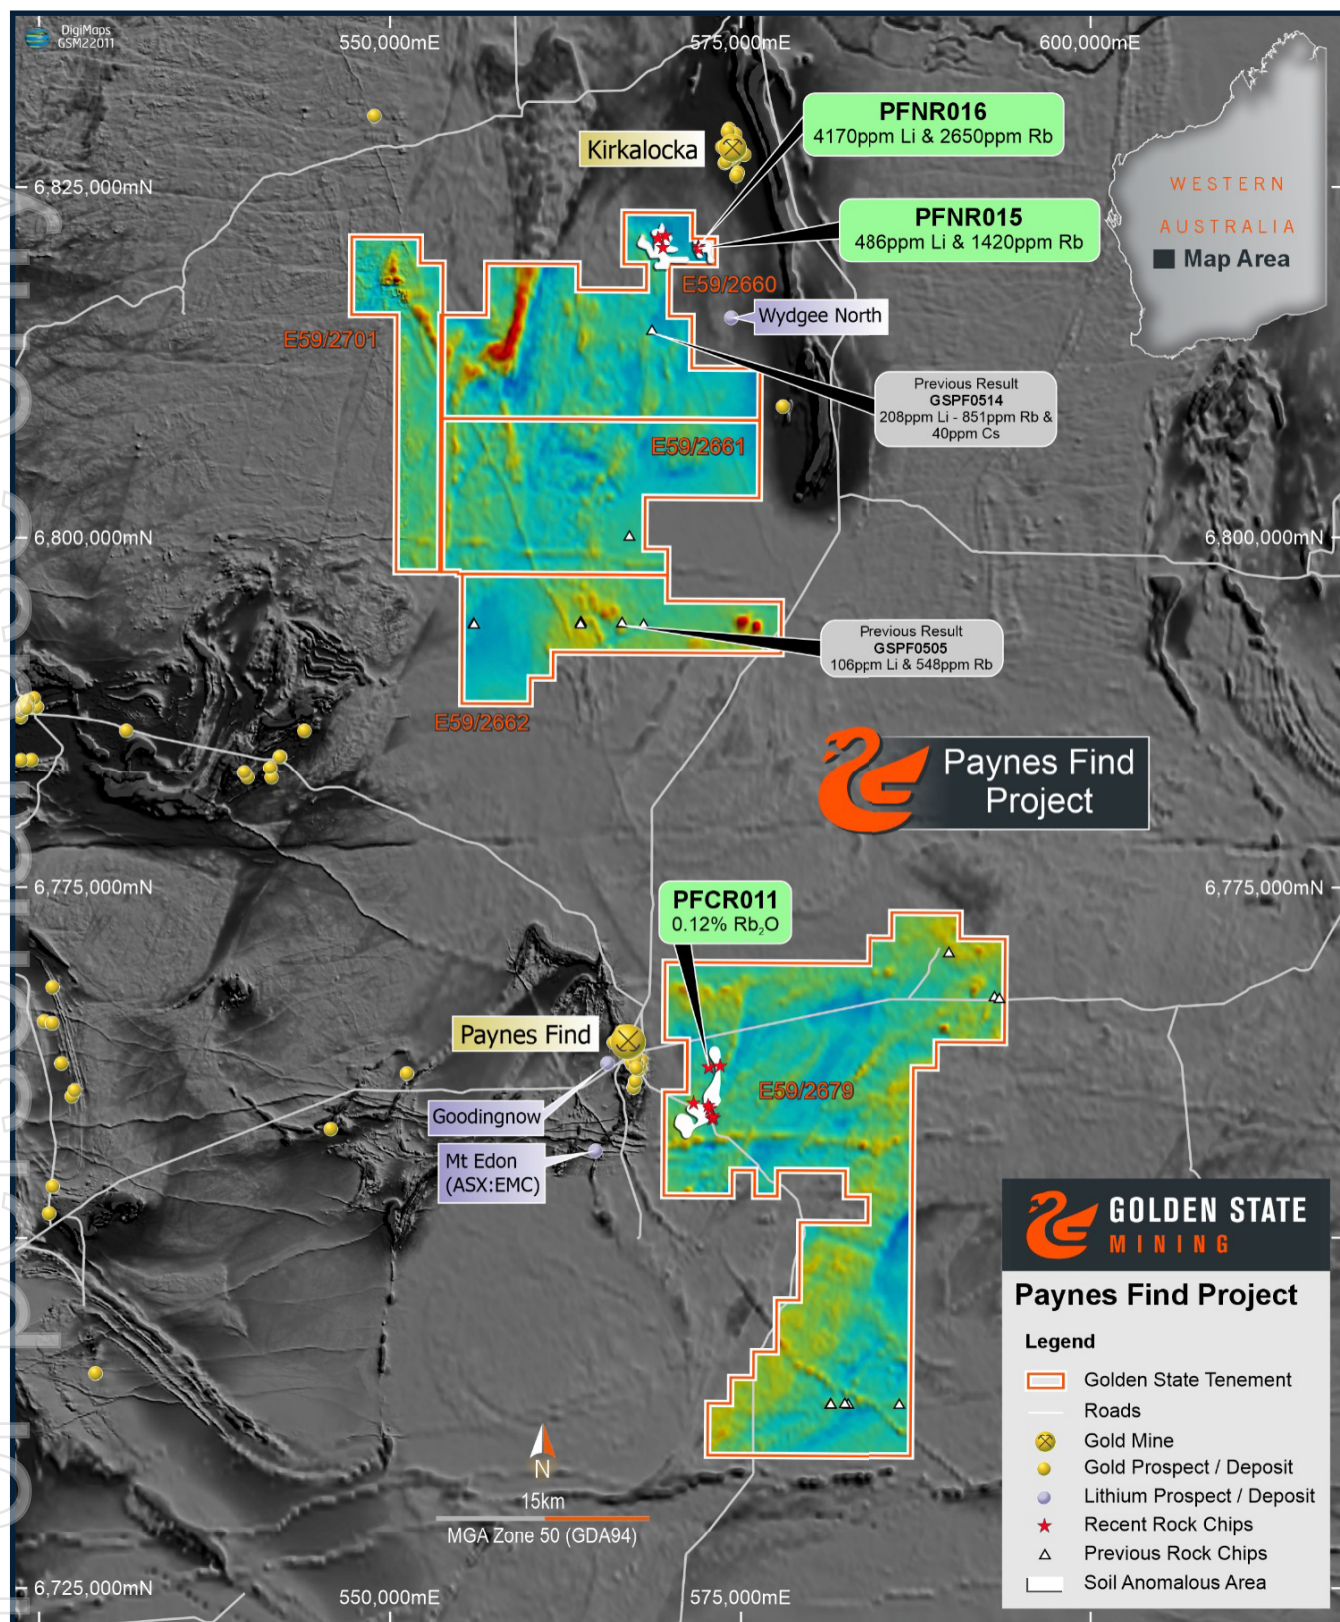 DigiMaps
GSM22011
550,000mE
575,000mE
600,000mE
PFNR016
4170ppm Li & 2650ppm Rb
Kirkalocka
6,825,000mN
WESTERN
AUSTRALIA
Map Area
PFNR015
486ppm Li & 1420ppm Rb
E59/2660
Wydgee North
E59/2701
Previous Result
GSPF0514
208ppm Li - 851ppm Rb &
40ppm Cs
E59/2661
6,800,000mN
6,800,000mN
Previous Result
GSPF0505
106ppm Li & 548ppm Rb
E59/2662
Paynes Find
Project
6,775,000mN
6,775,000mN
PFCR011
0.12% Rb₂O
Paynes Find
E59/2679
Goodingnow
Mt Edon
(ASX:EMC)
GOLDEN STATE
MINING
Paynes Find Project
Legend
Golden State Tenement
Roads
Gold Mine
Gold Prospect / Deposit
Lithium Prospect / Deposit
Recent Rock Chips
Previous Rock Chips
Soil Anomalous Area
N
15km
MGA Zone 50 (GDA94)
6,725,000mN
550,000mE
575,000mE